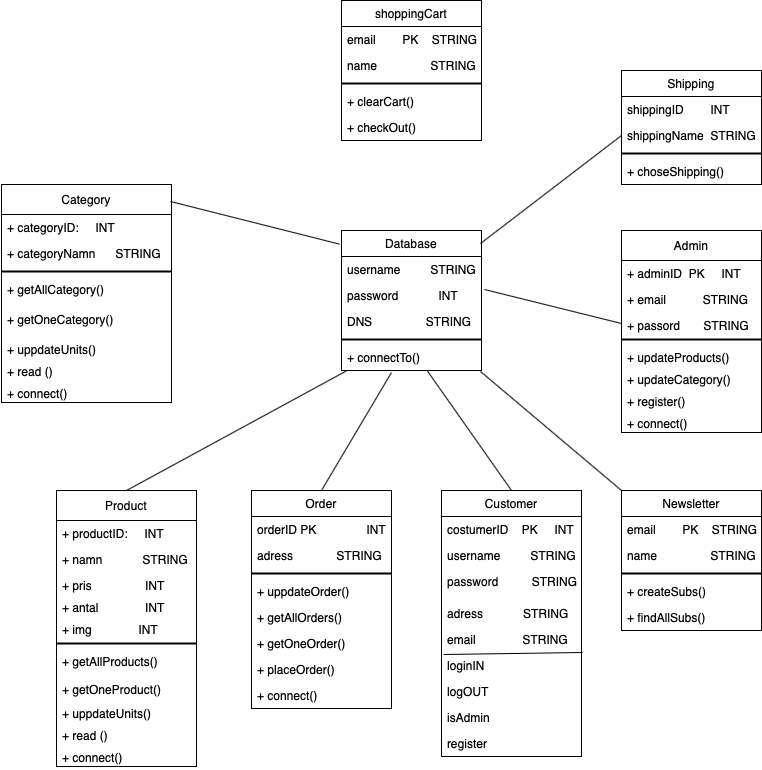 shoppingCart
email PK STRING
name STRING
+ clearCart()
+ checkOut()
Shipping
shippingID INT
shippingName STRING
+ choseShipping()
Category
+ categoryID: INT
+ categoryNamn STRING
+ getAllCategory()
+ getOneCategory()
+ uppdateUnits()
+ read ()
+ connect()
Database
username STRING
password INT
DNS STRING
+ connectTo()
Admin
+ adminID PK INT
+ email STRING
+ passord STRING
+ updateProducts()
+ updateCategory()
+ register()
+ connect()
Product
+ productID: INT
+ namn STRING
+ pris INT
+ antal INT
+ img INT
+ getAllProducts()
+ getOneProduct()
+ uppdateUnits()
+ read ()
+ connect()
Order
orderID PK INT
adress STRING
+ uppdateOrder()
+ getAllOrders()
+ getOneOrder()
+ placeOrder()
+ connect()
Customer
costumerID PK INT
username STRING
password STRING
adress STRING
email STRING
loginIN
logOUT
isAdmin
register
Newsletter
email PK STRING
name STRING
+ createSubs()
+ findAllSubs()